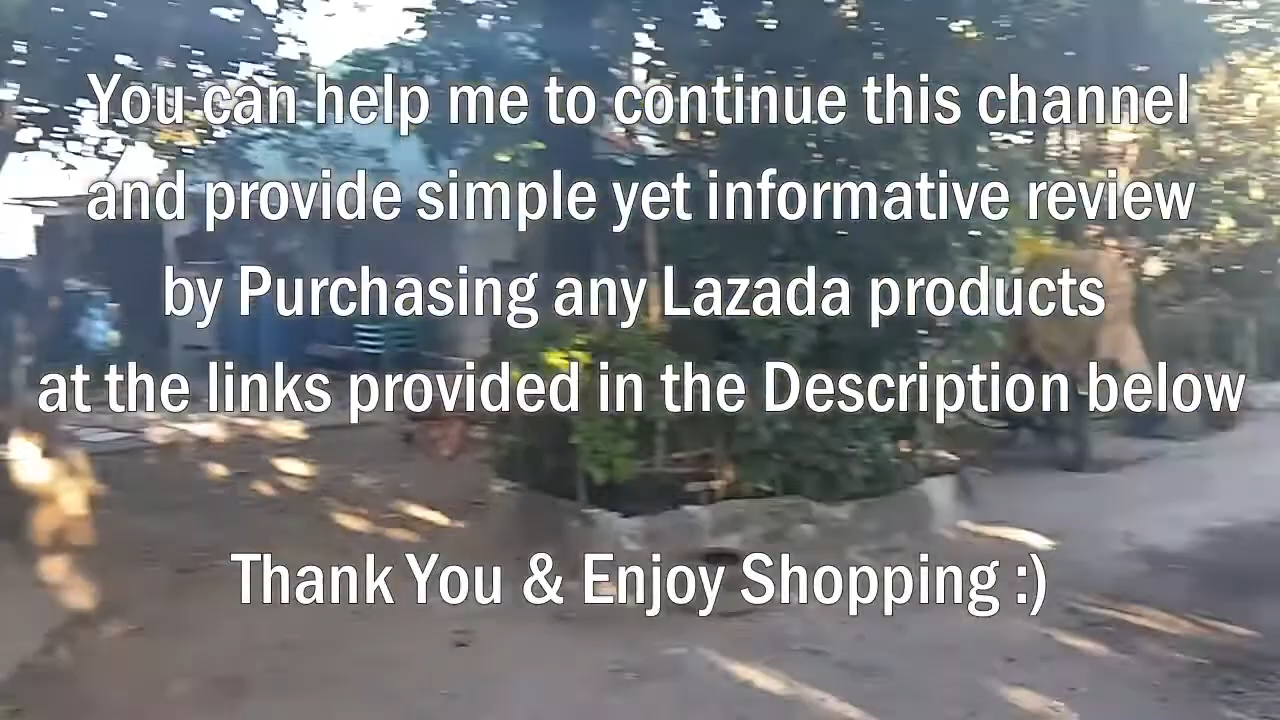 You can help me to continue this channel
and provide simple yet informative review
by Purchasing any Lazada products
at the links provided in the Description below
Thank You & Enjoy Shopping :)